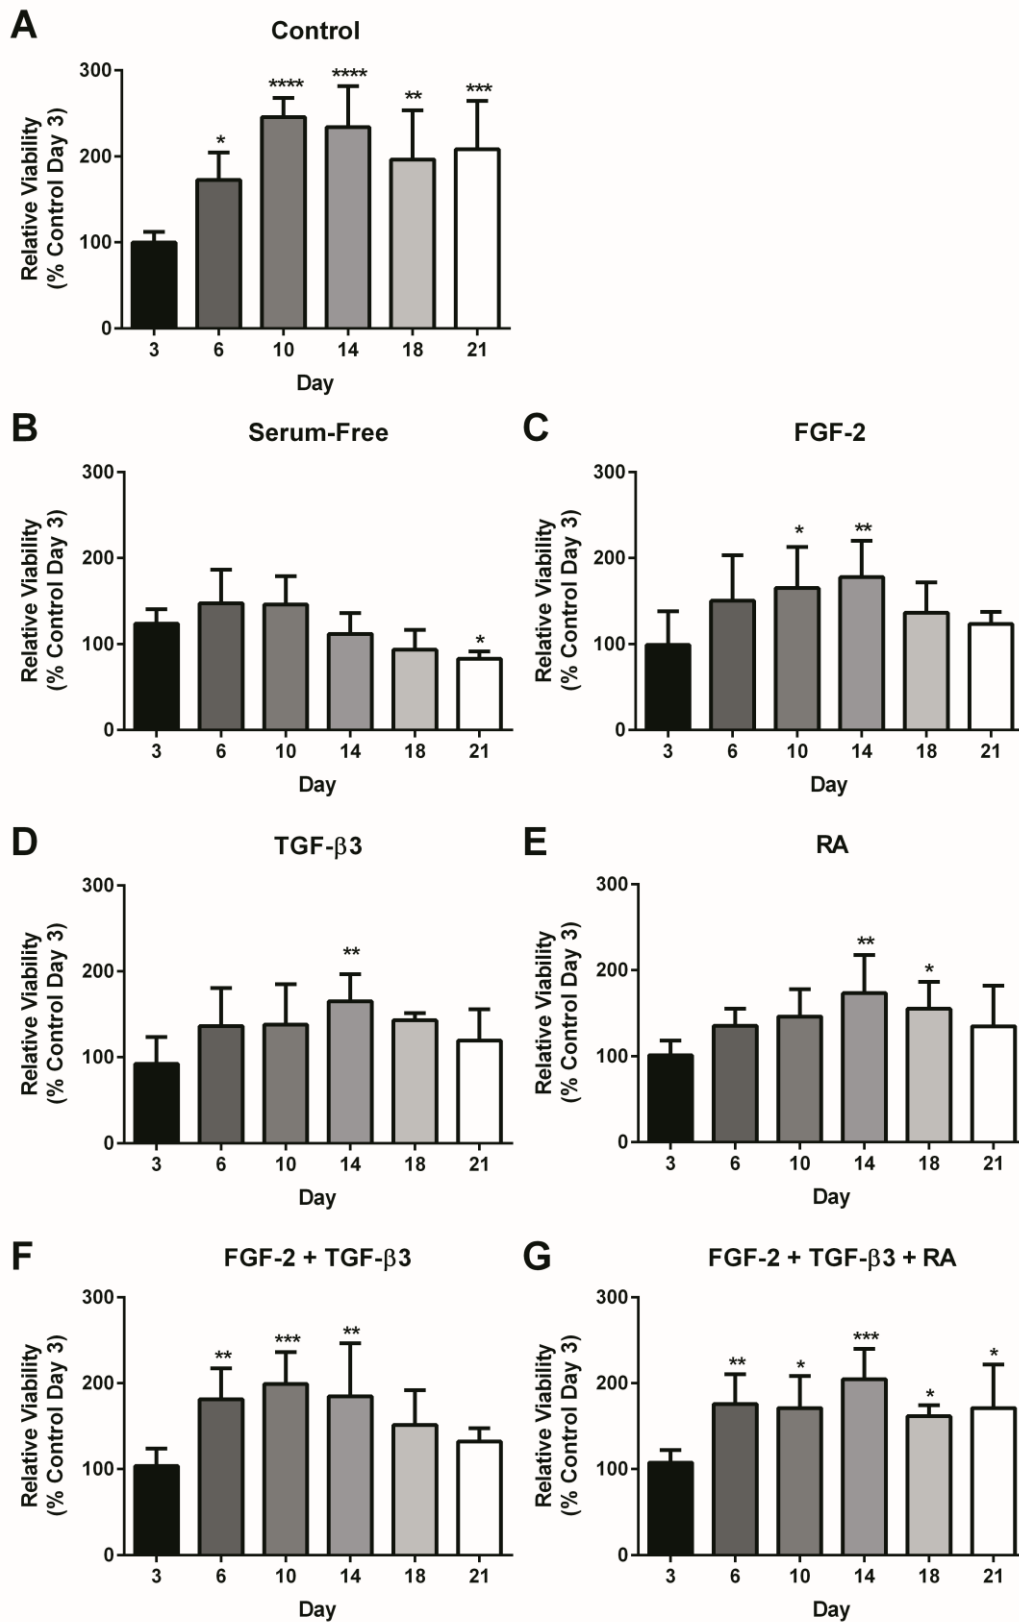 A
Control
Relative Viability
(% Control Day 3)
300
200
100
0
*
****
****
**
***
3 6 10 14 18 21
Day
B
Serum-Free
Relative Viability
(% Control Day 3)
300
200
100
0
*
3 6 10 14 18 21
Day
C
FGF-2
Relative Viability
(% Control Day 3)
300
200
100
0
*
**
3 6 10 14 18 21
Day
D
TGF-β3
Relative Viability
(% Control Day 3)
300
200
100
0
**
3 6 10 14 18 21
Day
E
RA
Relative Viability
(% Control Day 3)
300
200
100
0
**
*
3 6 10 14 18 21
Day
F
FGF-2 + TGF-β3
Relative Viability
(% Control Day 3)
300
200
100
0
**
***
**
3 6 10 14 18 21
Day
G
FGF-2 + TGF-β3 + RA
Relative Viability
(% Control Day 3)
300
200
100
0
**
*
***
*
*
3 6 10 14 18 21
Day